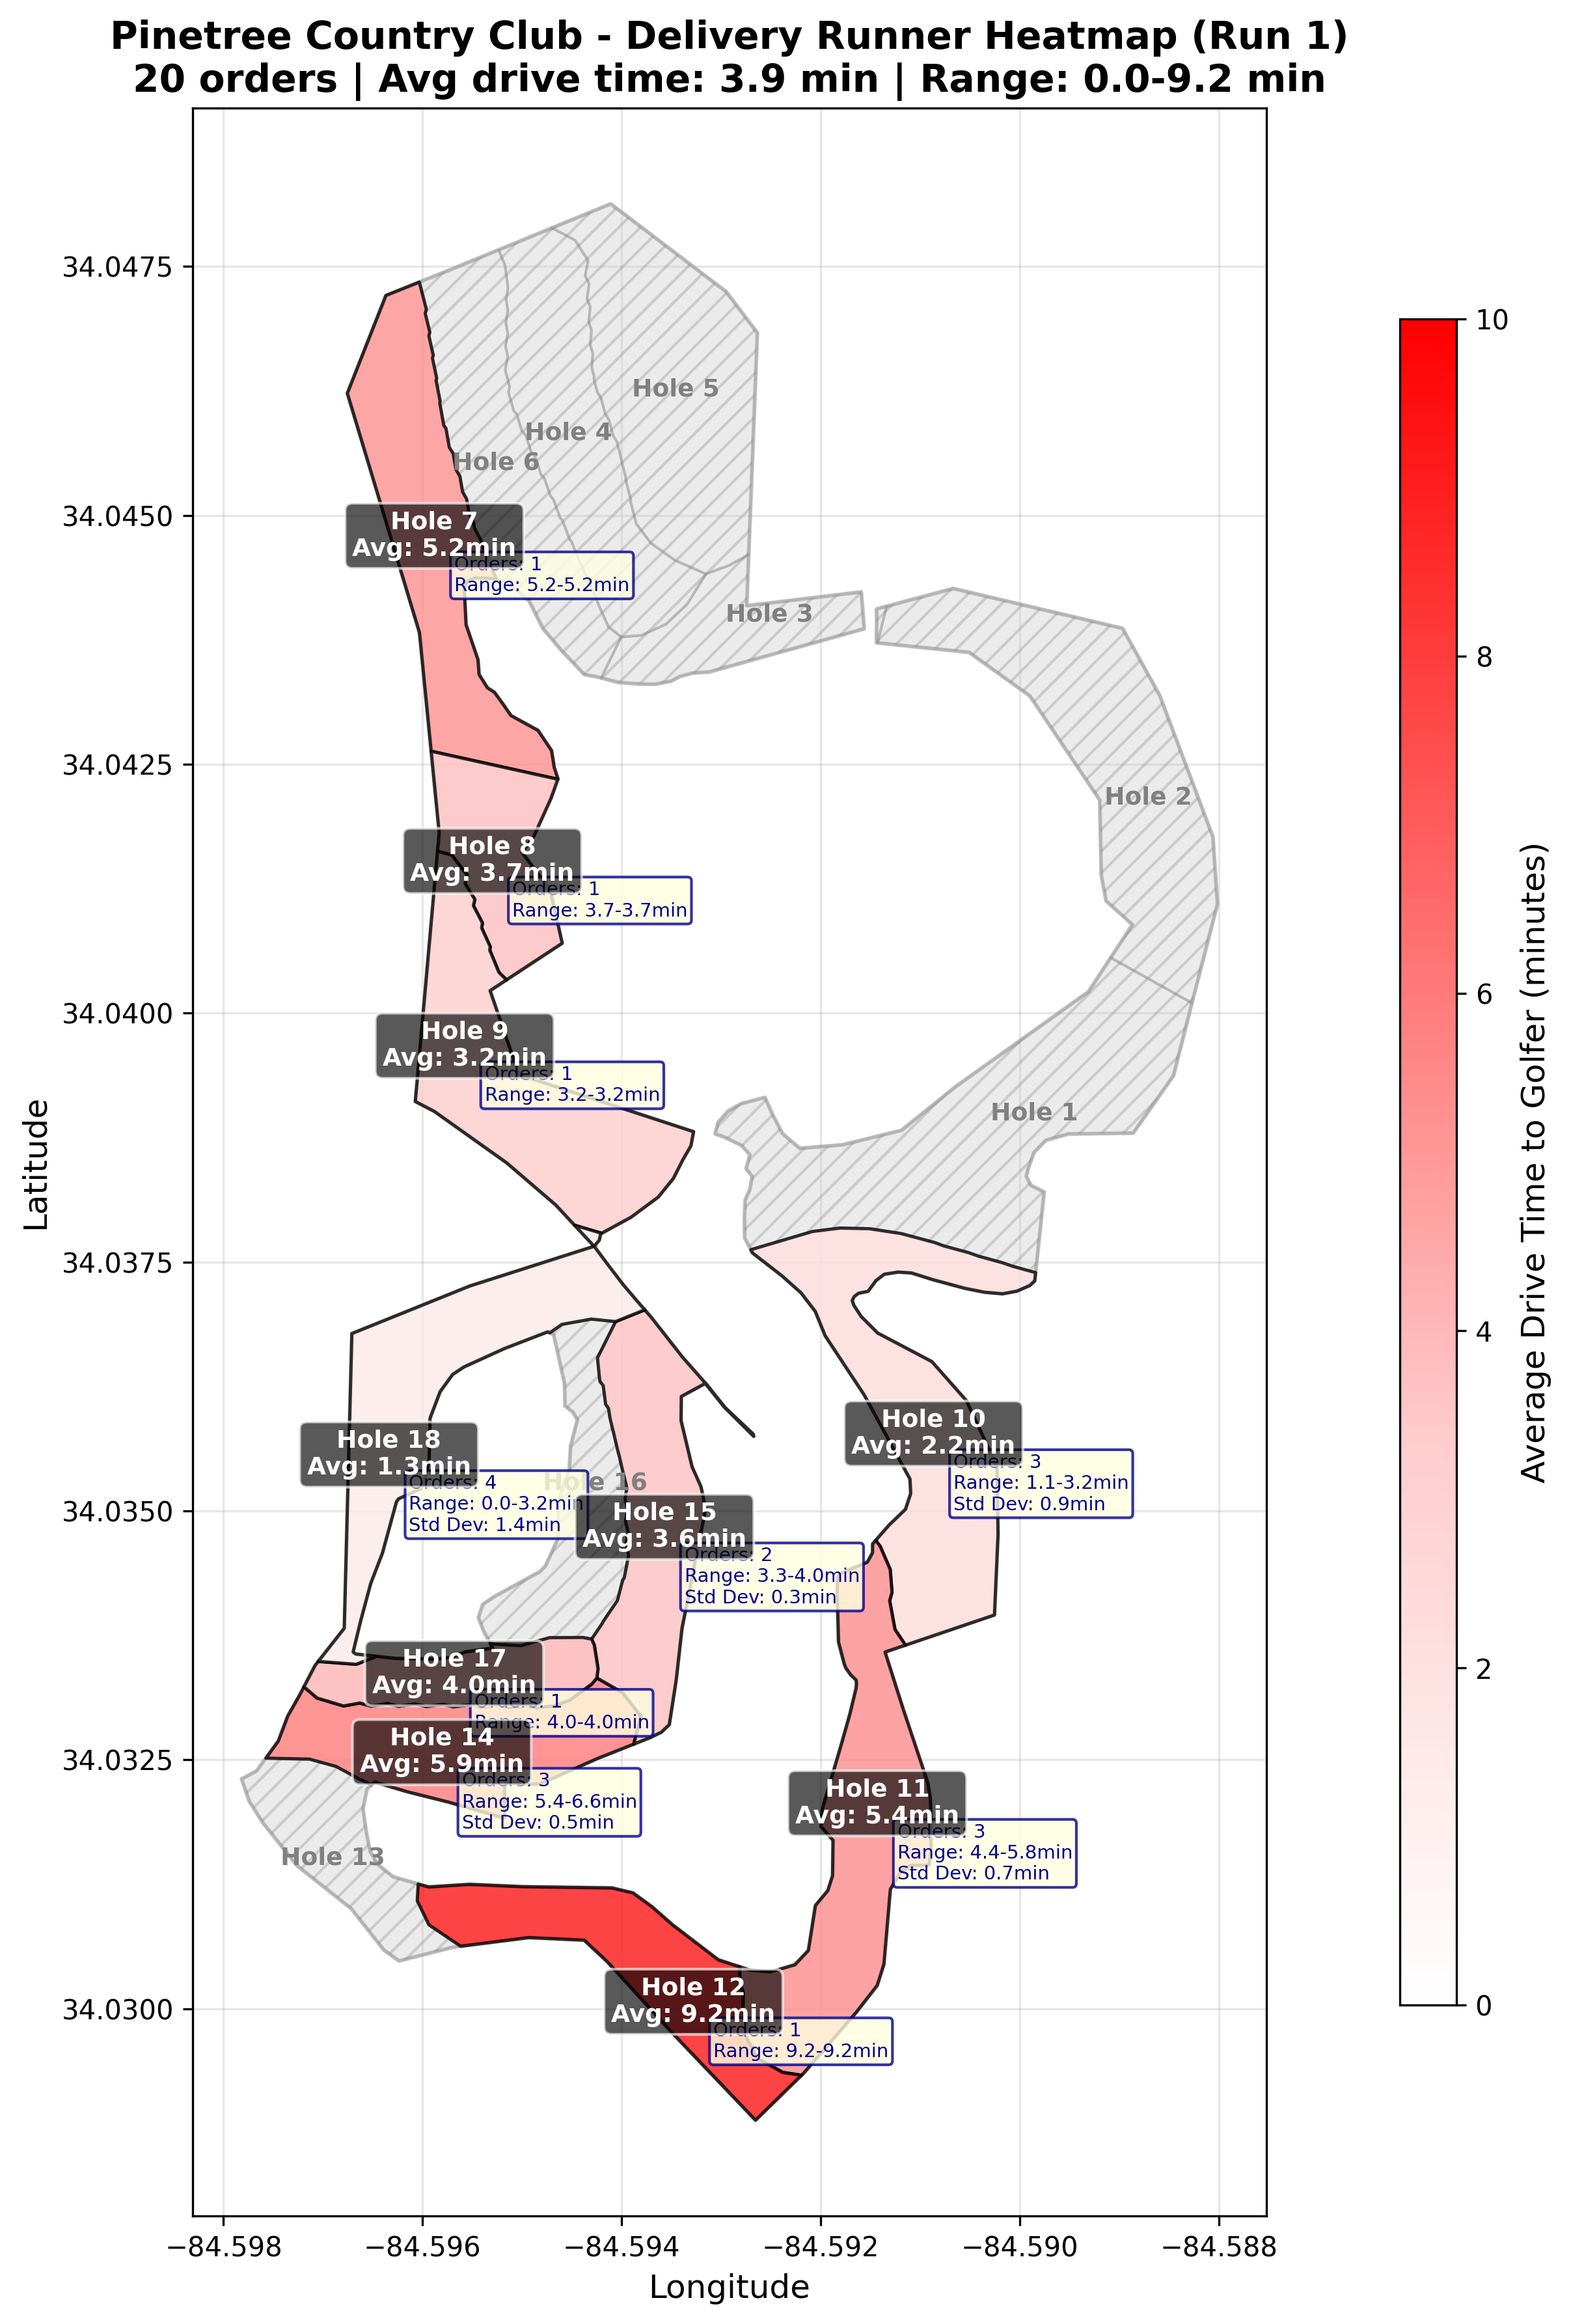 Pinetree Country Club - Delivery Runner Heatmap (Run 1)
20 orders | Avg drive time: 3.9 min | Range: 0.0-9.2 min
34.0475
34.0450
34.0425
34.0400
34.0375
34.0350
34.0325
34.0300
Latitude
Hole 5
Hole 4
Hole 6
Hole 7
Avg: 5.2min
Orders: 1
Range: 5.2-5.2min
Hole 3
Hole 2
Hole 8
Avg: 3.7min
Orders: 1
Range: 3.7-3.7min
Hole 9
Avg: 3.2min
Orders: 1
Range: 3.2-3.2min
Hole 1
Hole 10
Avg: 2.2min
Orders: 3
Range: 1.1-3.2min
Std Dev: 0.9min
Hole 18
Avg: 1.3min
Orders: 4
Range: 0.0-3.2min
Std Dev: 1.4min
Hole 16
Hole 15
Avg: 3.6min
Orders: 2
Range: 3.3-4.0min
Std Dev: 0.3min
Hole 17
Avg: 4.0min
Orders: 1
Range: 4.0-4.0min
Hole 14
Avg: 5.9min
Orders: 3
Range: 5.4-6.6min
Std Dev: 0.5min
Hole 11
Avg: 5.4min
Orders: 3
Range: 4.4-5.8min
Std Dev: 0.7min
Hole 13
Hole 12
Avg: 9.2min
Orders: 1
Range: 9.2-9.2min
−84.598
−84.596
−84.594
−84.592
−84.590
−84.588
Longitude
10
8
6
4
2
0
Average Drive Time to Golfer (minutes)